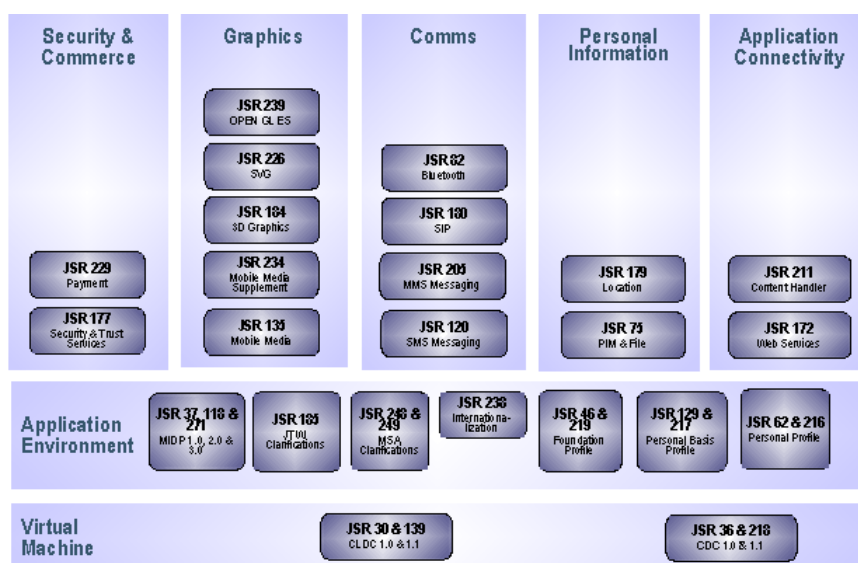 Security &
Commerce
JSR 229
Payment
JSR 177
Security & Trust
Services
Graphics
JSR 239
OPEN GL ES
JSR 226
SVG
JSR 184
3D Graphics
JSR 234
Mobile Media
Supplement
JSR 135
Mobile Media
Comms
JSR 82
Bluetooth
JSR 180
SIP
JSR 205
MMS Messaging
JSR 120
SMS Messaging
Personal
Information
JSR 179
Location
JSR 75
PIM & File
Application
Connectivity
JSR 211
Content Handler
JSR 172
Web Services
Application
Environment
JSR 37, 118 &
271
MIDP 1.0, 2.0 &
3.0
JSR 185
JTWI
Clarifications
JSR 248 &
249
MSA
Clarifications
JSR 238
Internationa-
lization
JSR 46 &
219
Foundation
Profile
JSR 129 &
217
Personal Basis
Profile
JSR 62 & 216
Personal Profile
Virtual
Machine
JSR 30 & 139
CLDC 1.0 & 1.1
JSR 36 & 218
CDC 1.0 & 1.1